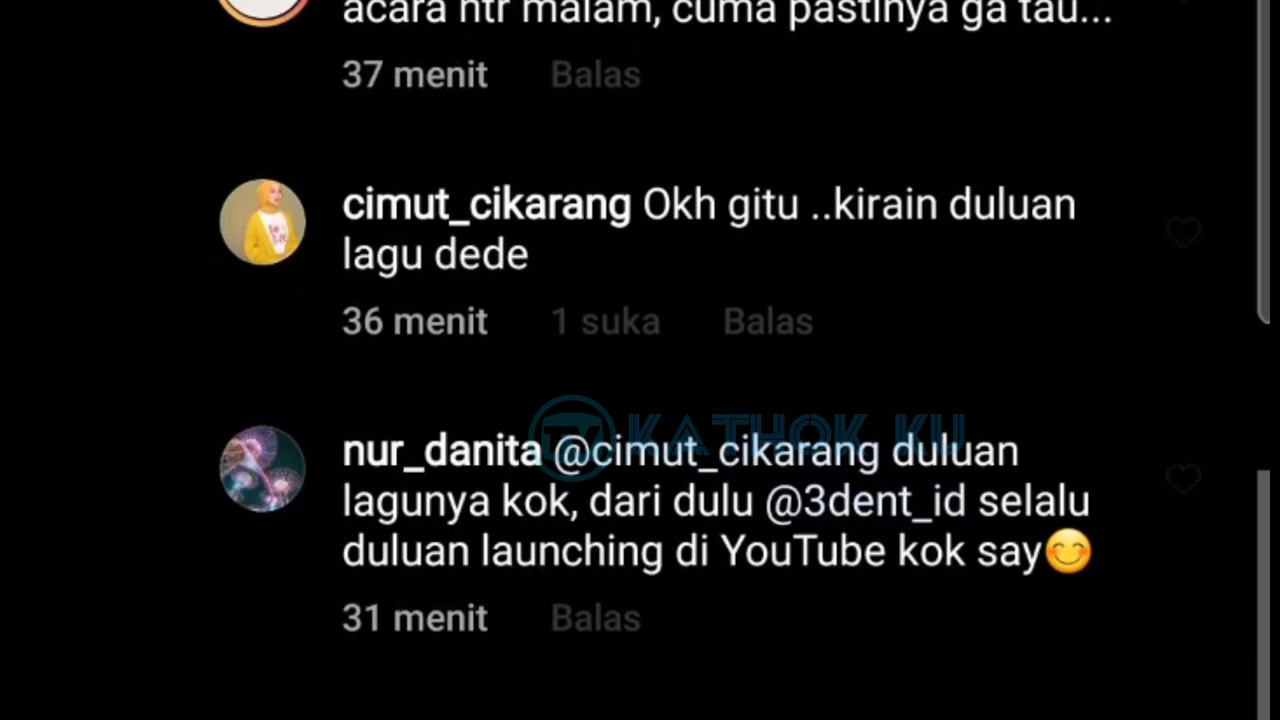 acara ntr malam, cuma pastinya ga tau...
37 menit Balas
cimut_cikarang Okh gitu ..kirain duluan
lagu dede
36 menit 1 suka Balas
KATHOK KU
nur_danita @cimut_cikarang duluan
lagunya kok, dari dulu @3dent_id selalu
duluan launching di YouTube kok say😊
31 menit Balas